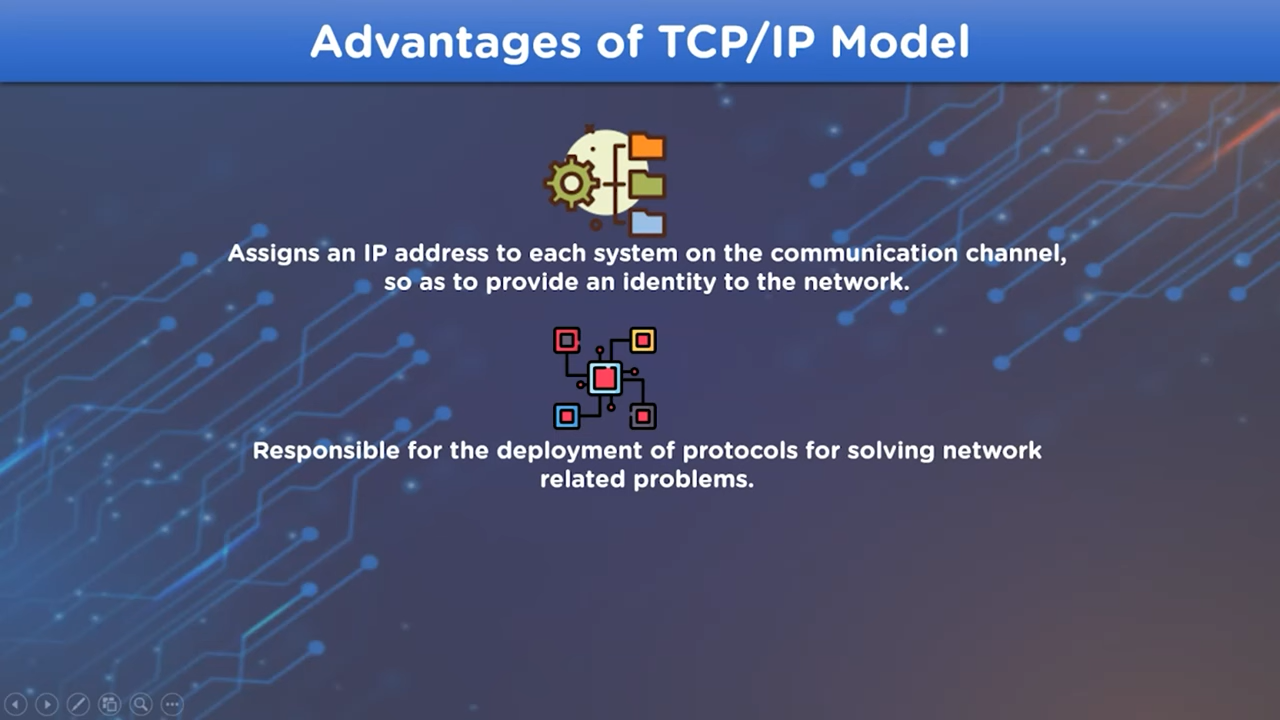 Advantages of TCP/IP Model
Assigns an IP address to each system on the communication channel,
so as to provide an identity to the network.
Responsible for the deployment of protocols for solving network
related problems.